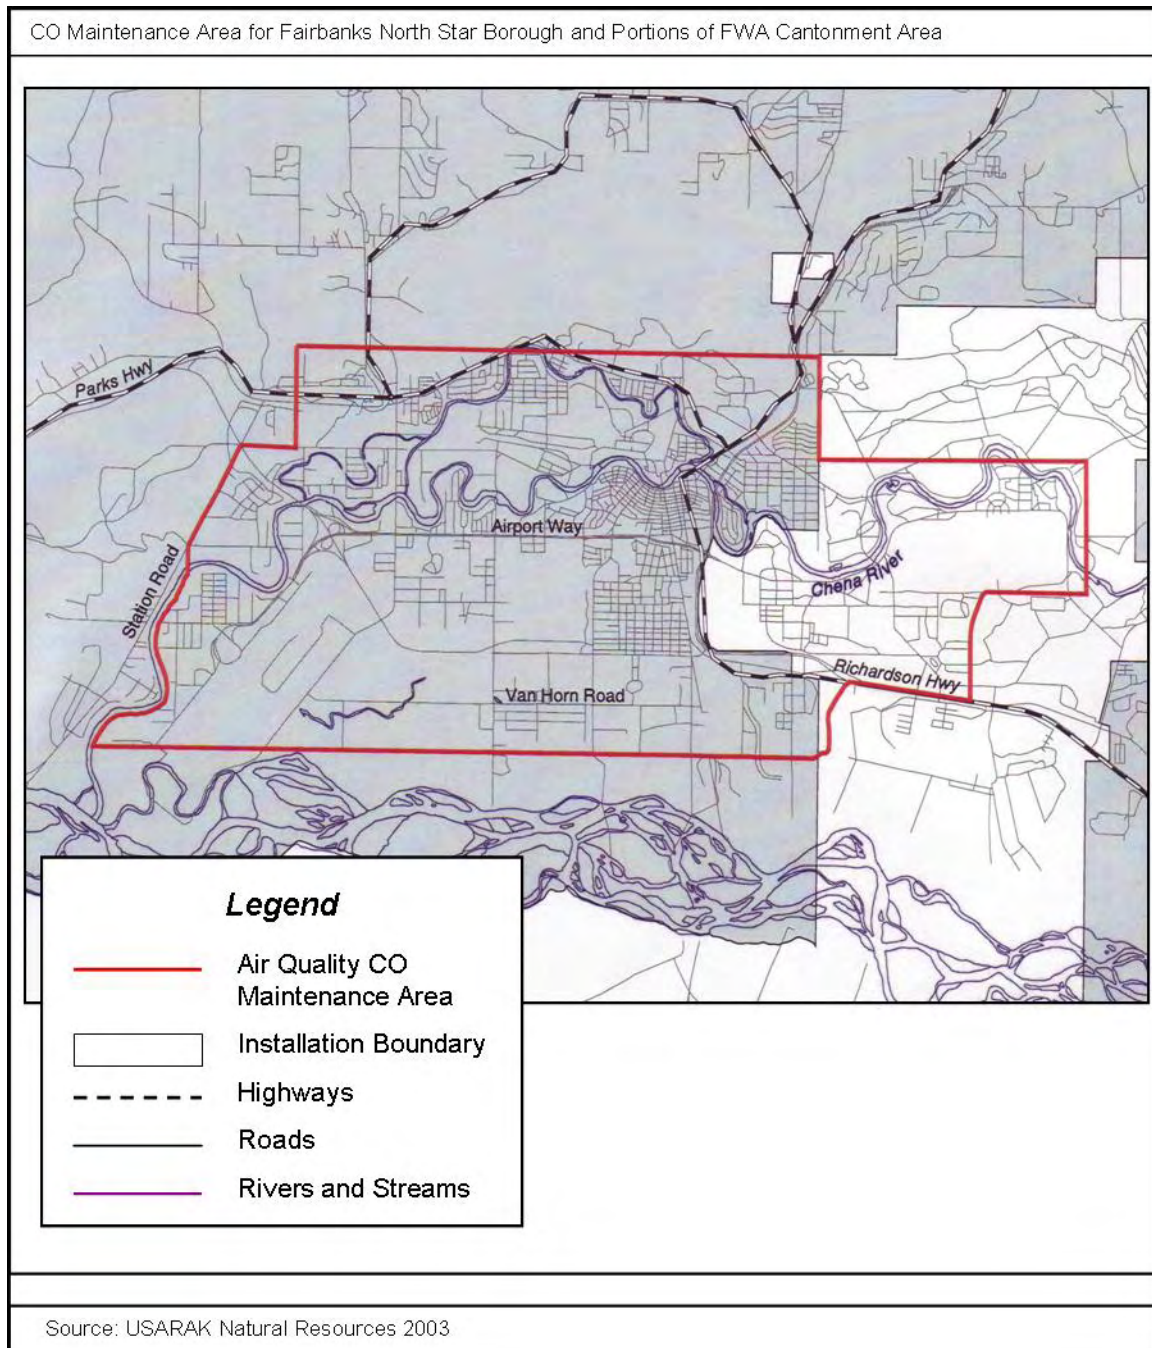 CO Maintenance Area for Fairbanks North Star Borough and Portions of FWA Cantonment Area
Parks Hwy
Airport Way
Station Road
Chena River
Richardson Hwy
Van Horn Road
Legend
Air Quality CO
Maintenance Area
Installation Boundary
Highways
Roads
Rivers and Streams
Source: USARAK Natural Resources 2003